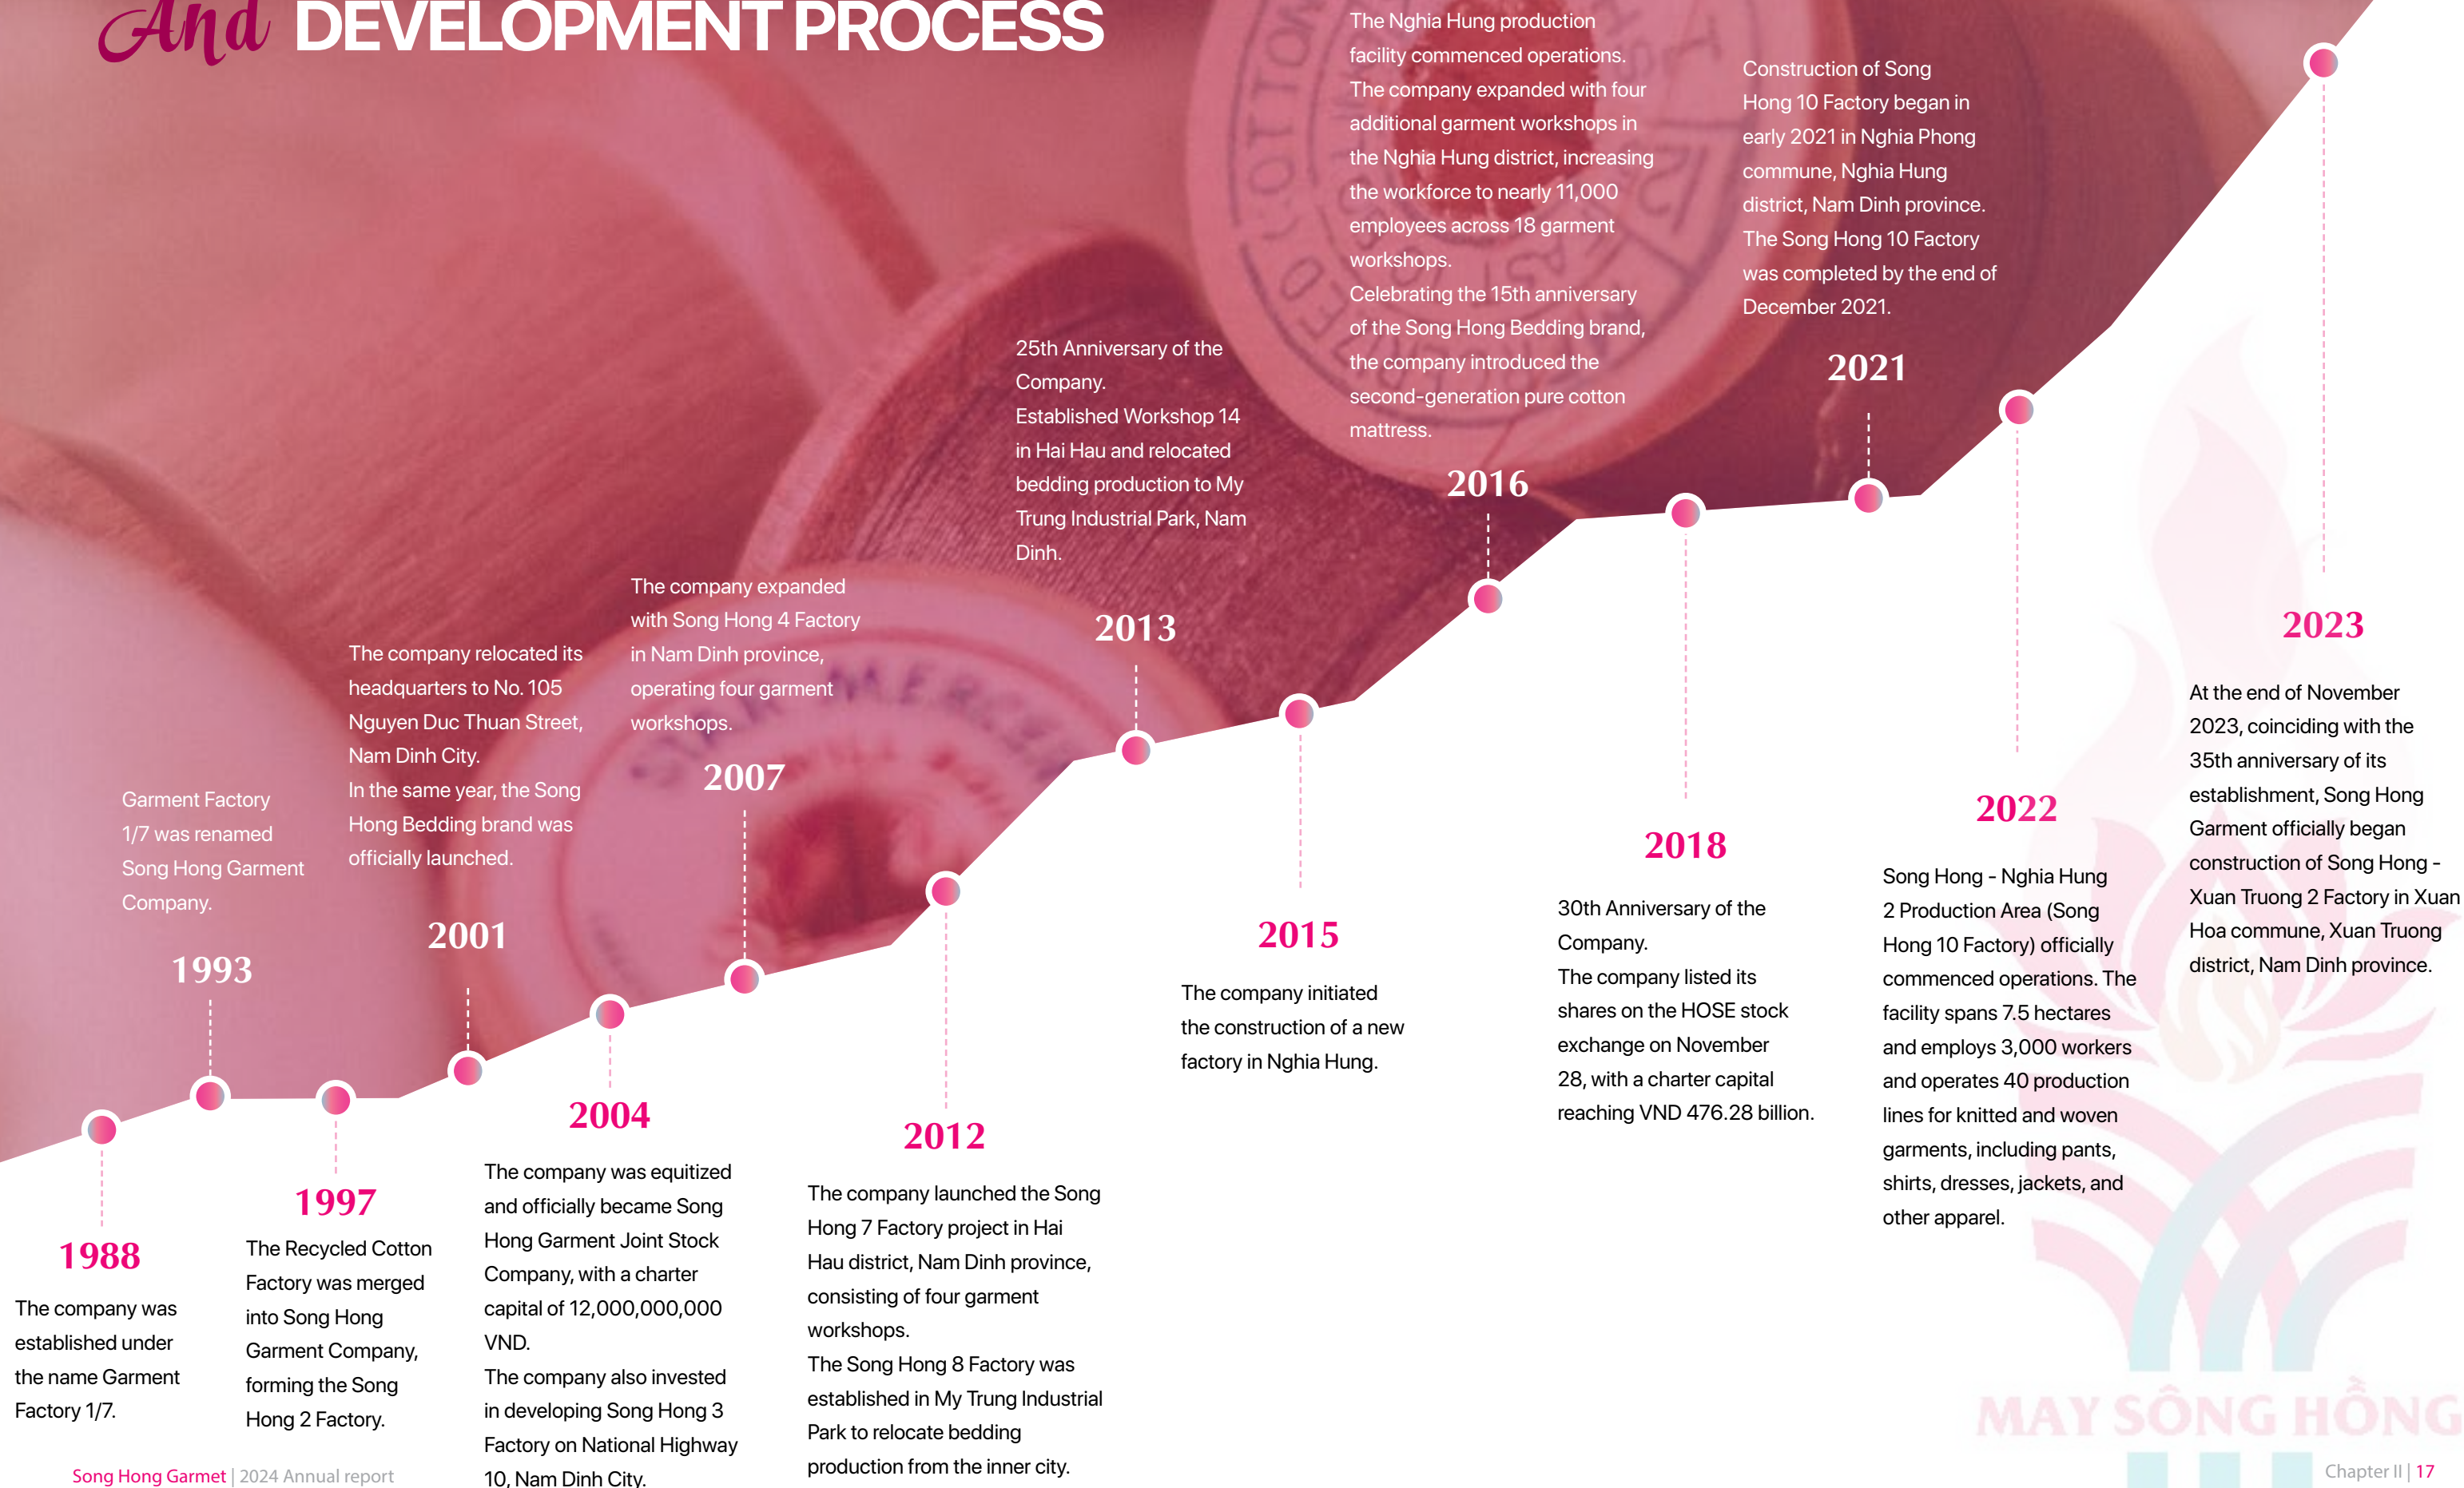 And DEVELOPMENT PROCESS
The Nghia Hung production
facility commenced operations.
The company expanded with four
additional garment workshops in
the Nghia Hung district, increasing
the workforce to nearly 11,000
employees across 18 garment
workshops.
Celebrating the 15th anniversary
of the Song Hong Bedding brand,
the company introduced the
second-generation pure cotton
mattress.
2016
Construction of Song
Hong 10 Factory began in
early 2021 in Nghia Phong
commune, Nghia Hung
district, Nam Dinh province.
The Song Hong 10 Factory
was completed by the end of
December 2021.
2021
25th Anniversary of the
Company.
Established Workshop 14
in Hai Hau and relocated
bedding production to My
Trung Industrial Park, Nam
Dinh.
2013
The company expanded
with Song Hong 4 Factory
in Nam Dinh province,
operating four garment
workshops.
2007
The company relocated its
headquarters to No. 105
Nguyen Duc Thuan Street,
Nam Dinh City.
In the same year, the Song
Hong Bedding brand was
officially launched.
2001
Garment Factory
1/7 was renamed
Song Hong Garment
Company.
1993
1988
The company was
established under
the name Garment
Factory 1/7.
1997
The Recycled Cotton
Factory was merged
into Song Hong
Garment Company,
forming the Song
Hong 2 Factory.
2004
The company was equitized
and officially became Song
Hong Garment Joint Stock
Company, with a charter
capital of 12,000,000,000
VND.
The company also invested
in developing Song Hong 3
Factory on National Highway
10, Nam Dinh City.
2012
The company launched the Song
Hong 7 Factory project in Hai
Hau district, Nam Dinh province,
consisting of four garment
workshops.
The Song Hong 8 Factory was
established in My Trung Industrial
Park to relocate bedding
production from the inner city.
2015
The company initiated
the construction of a new
factory in Nghia Hung.
2018
30th Anniversary of the
Company.
The company listed its
shares on the HOSE stock
exchange on November
28, with a charter capital
reaching VND 476.28 billion.
2022
Song Hong - Nghia Hung
2 Production Area (Song
Hong 10 Factory) officially
commenced operations. The
facility spans 7.5 hectares
and employs 3,000 workers
and operates 40 production
lines for knitted and woven
garments, including pants,
shirts, dresses, jackets, and
other apparel.
2023
At the end of November
2023, coinciding with the
35th anniversary of its
establishment, Song Hong
Garment officially began
construction of Song Hong -
Xuan Truong 2 Factory in Xuan
Hoa commune, Xuan Truong
district, Nam Dinh province.
MAY SÔNG HỒNG
Song Hong Garmet | 2024 Annual report
Chapter II | 17